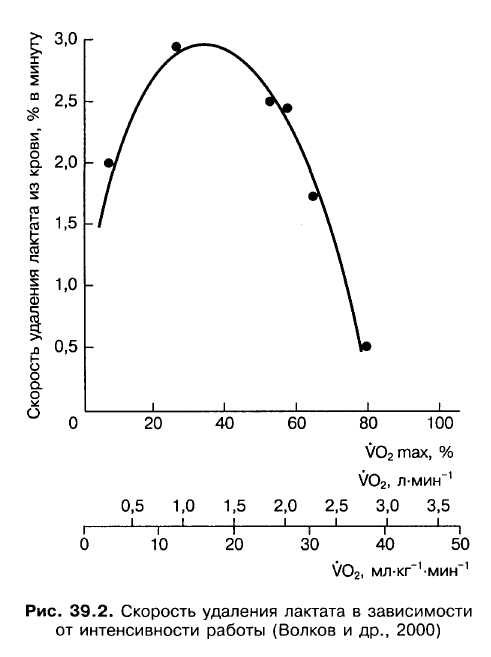 Скорость удаления лактата из крови, % в минуту
3,0
2,5
2,0
1,5
1,0
0,5
0 20 40 60 80 100
V̇O₂ max, %
V̇O₂, л·мин⁻¹
0,5 1,0 1,5 2,0 2,5 3,0 3,5
0 10 20 30 40 50
V̇O₂, мл·кг⁻¹·мин⁻¹
Рис. 39.2. Скорость удаления лактата в зависимости
от интенсивности работы (Волков и др., 2000)